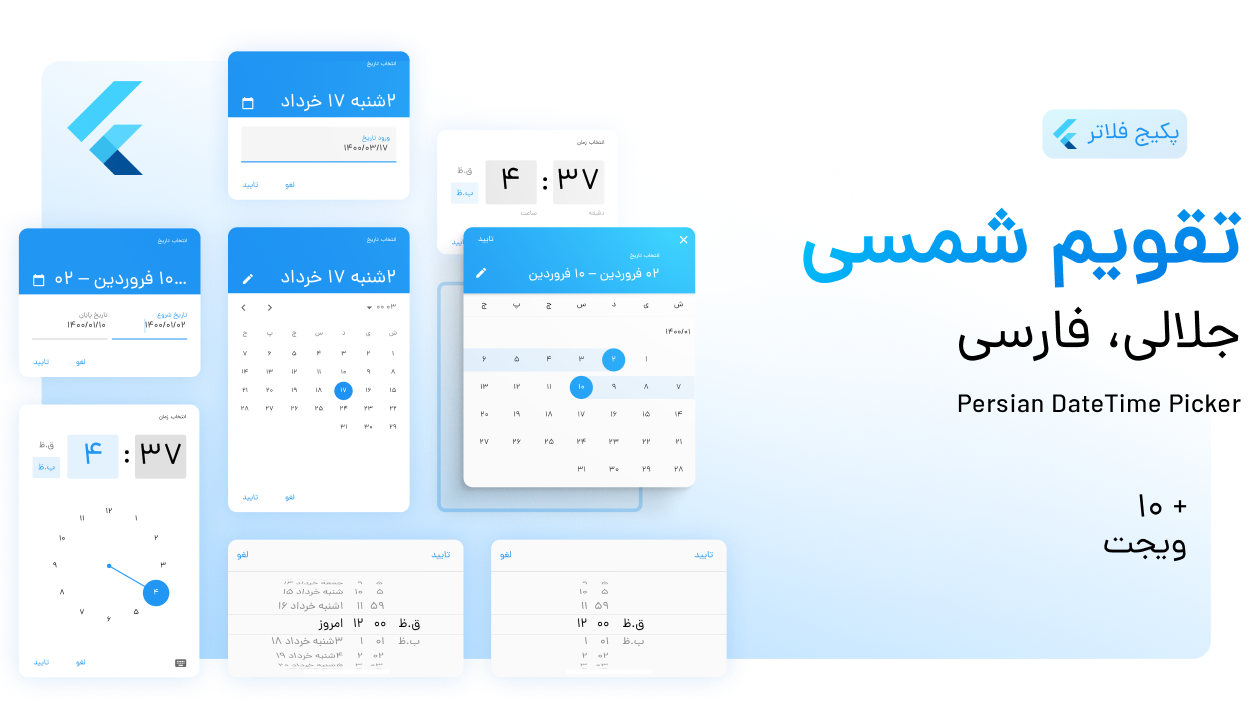 پکیج فلاتر
تقویم شمسی
جلالی، فارسی
Persian DateTime Picker
+ ۱۰
ویجت
انتخاب تاریخ
۲شنبه ۱۷ خرداد
ورود تاریخ
۱۴۰۰/۰۳/۱۷
لغو
تایید
انتخاب زمان
۴ : ۳۷
ق.ظ
ب.ظ
ساعت
دقیقه
تایید
انتخاب تاریخ
۱۰ فروردین – ۰۲...
تاریخ شروع
۱۴۰۰/۰۱/۰۲
تاریخ پایان
۱۴۰۰/۰۱/۱۰
لغو
تایید
انتخاب تاریخ
۲شنبه ۱۷ خرداد
۰۰ ۰۳
ش ی د س چ پ ج
۱ ۲ ۳ ۴ ۵ ۶ ۷
۸ ۹ ۱۰ ۱۱ ۱۲ ۱۳ ۱۴
۱۵ ۱۶ ۱۷ ۱۸ ۱۹ ۲۰ ۲۱
۲۲ ۲۳ ۲۴ ۲۵ ۲۶ ۲۷ ۲۸
۲۹ ۳۰ ۳۱
لغو
تایید
تایید
انتخاب تاریخ
۰۲ فروردین – ۱۰ فروردین
ش ی د س چ پ ج
۱۴۰۰/۰۱
۱ ۲ ۳ ۴ ۵ ۶
۷ ۸ ۹ ۱۰ ۱۱ ۱۲ ۱۳
۱۴ ۱۵ ۱۶ ۱۷ ۱۸ ۱۹ ۲۰
۲۱ ۲۲ ۲۳ ۲۴ ۲۵ ۲۶ ۲۷
۲۸ ۲۹ ۳۰ ۳۱
انتخاب زمان
۴ : ۳۷
ق.ظ
ب.ظ
۱۲
۱
۲
۳
۴
۵
۶
۷
۸
۹
۱۰
۱۱
لغو
تایید
تایید
لغو
۵ ۱۰ شنبه خرداد ۱۵
۵۹ ۱۱ ۱شنبه خرداد ۱۶
ق.ظ ۰۰ ۱۲ امروز
ب.ظ ۰۱ ۱ ۳شنبه خرداد ۱۸
۰۲ ۲ ۴شنبه خرداد ۱۹
تایید
لغو
۵ ۱۰
۵۹ ۱۱
ق.ظ ۰۰ ۱۲
ب.ظ ۰۱ ۱
۰۲ ۲